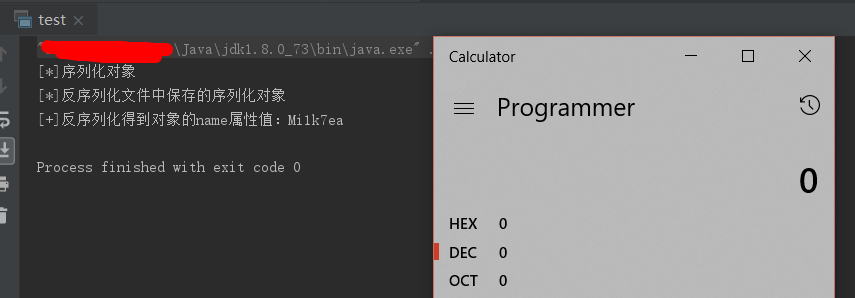 test
\Java\jdk1.8.0_73\bin\java.exe" .
[*]序列化对象
[*]反序列化文件中保存的序列化对象
[+]反序列化得到对象的name属性值：Mi1k7ea
Process finished with exit code 0
Calculator
Programmer
0
HEX 0
DEC 0
OCT 0